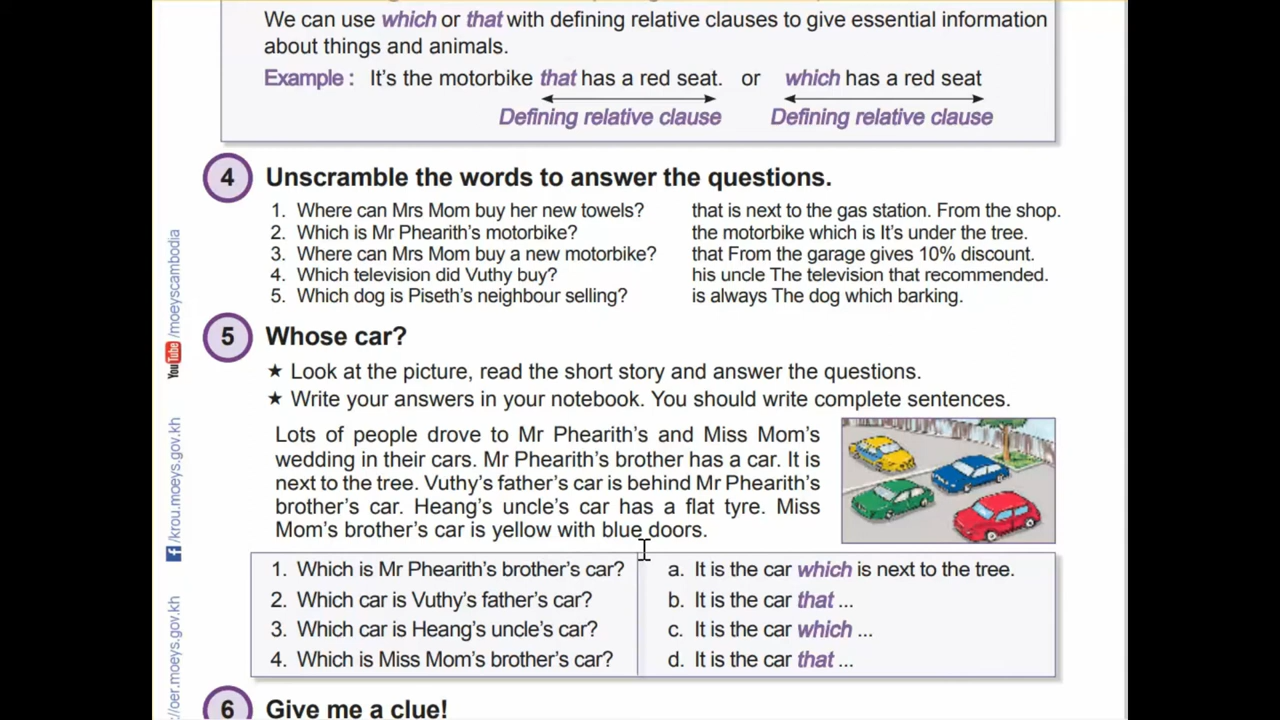 We can use which or that with defining relative clauses to give essential information
about things and animals.
Example : It's the motorbike that has a red seat. or which has a red seat
Defining relative clause Defining relative clause
4 Unscramble the words to answer the questions.
1. Where can Mrs Mom buy her new towels? that is next to the gas station. From the shop.
2. Which is Mr Phearith's motorbike? the motorbike which is It's under the tree.
3. Where can Mrs Mom buy a new motorbike? that From the garage gives 10% discount.
4. Which television did Vuthy buy? his uncle The television that recommended.
5. Which dog is Piseth's neighbour selling? is always The dog which barking.
5 Whose car?
★ Look at the picture, read the short story and answer the questions.
★ Write your answers in your notebook. You should write complete sentences.
Lots of people drove to Mr Phearith's and Miss Mom's
wedding in their cars. Mr Phearith's brother has a car. It is
next to the tree. Vuthy's father's car is behind Mr Phearith's
brother's car. Heang's uncle's car has a flat tyre. Miss
Mom's brother's car is yellow with blue doors.
1. Which is Mr Phearith's brother's car? a. It is the car which is next to the tree.
2. Which car is Vuthy's father's car? b. It is the car that ...
3. Which car is Heang's uncle's car? c. It is the car which ...
4. Which is Miss Mom's brother's car? d. It is the car that ...
6 Give me a clue!
YouTube /moeyscambodia
f /krou.moeys.gov.kh
://oer.moeys.gov.kh